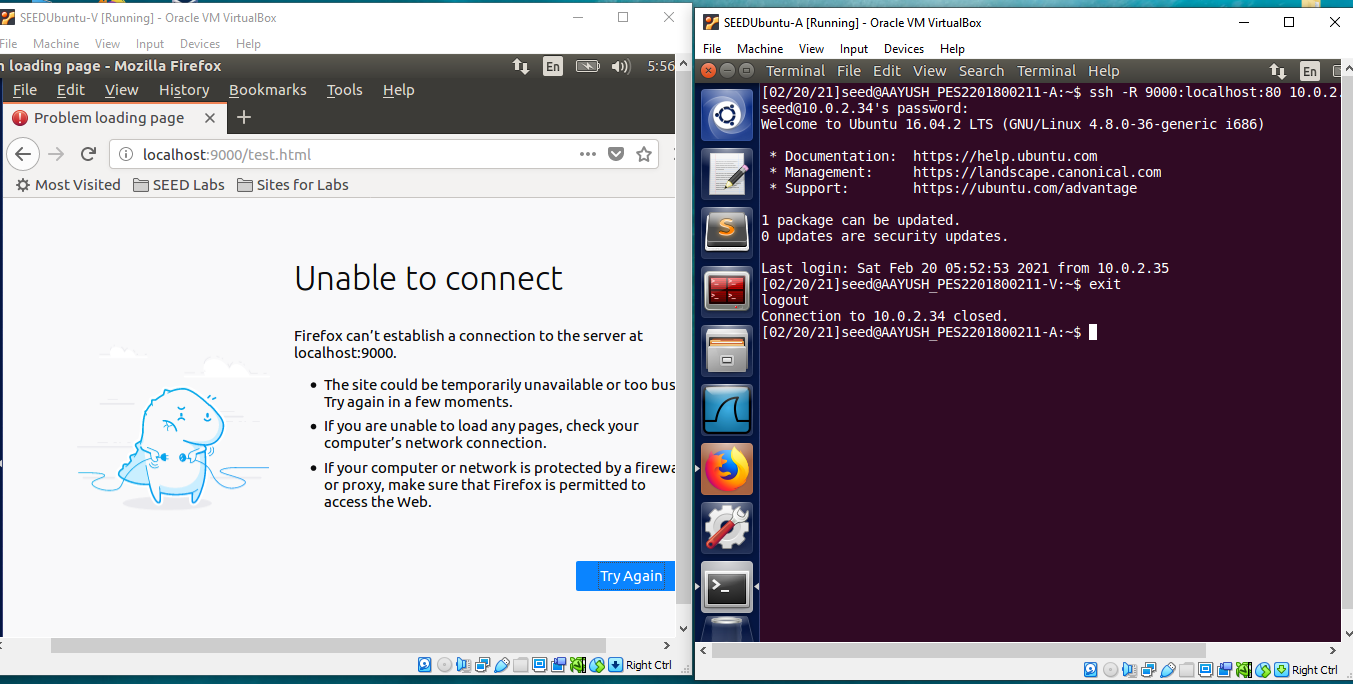 SEEDUbuntu-V [Running] - Oracle VM VirtualBox
File Machine View Input Devices Help
loading page - Mozilla Firefox
En
5:56
File Edit View History Bookmarks Tools Help
Problem loading page
localhost:9000/test.html
Most Visited SEED Labs Sites for Labs
Unable to connect
Firefox can’t establish a connection to the server at
localhost:9000.
• The site could be temporarily unavailable or too
Try again in a few moments.
• If you are unable to load any pages, check your
computer’s network connection.
• If your computer or network is protected by a
or proxy, make sure that Firefox is permitted to
access the Web.
Try Again
Right Ctrl
SEEDUbuntu-A [Running] - Oracle VM VirtualBox
File Machine View Input Devices Help
Terminal File Edit View Search Terminal Help
En
[02/20/21]seed@AAYUSH_PES2201800211-A:~$ ssh -R 9000:localhost:80 10.0.2.
seed@10.0.2.34's password:
Welcome to Ubuntu 16.04.2 LTS (GNU/Linux 4.8.0-36-generic i686)
* Documentation: https://help.ubuntu.com
* Management: https://landscape.canonical.com
* Support: https://ubuntu.com/advantage
1 package can be updated.
0 updates are security updates.
Last login: Sat Feb 20 05:52:53 2021 from 10.0.2.35
[02/20/21]seed@AAYUSH_PES2201800211-V:~$ exit
logout
Connection to 10.0.2.34 closed.
[02/20/21]seed@AAYUSH_PES2201800211-A:~$
Right Ctrl